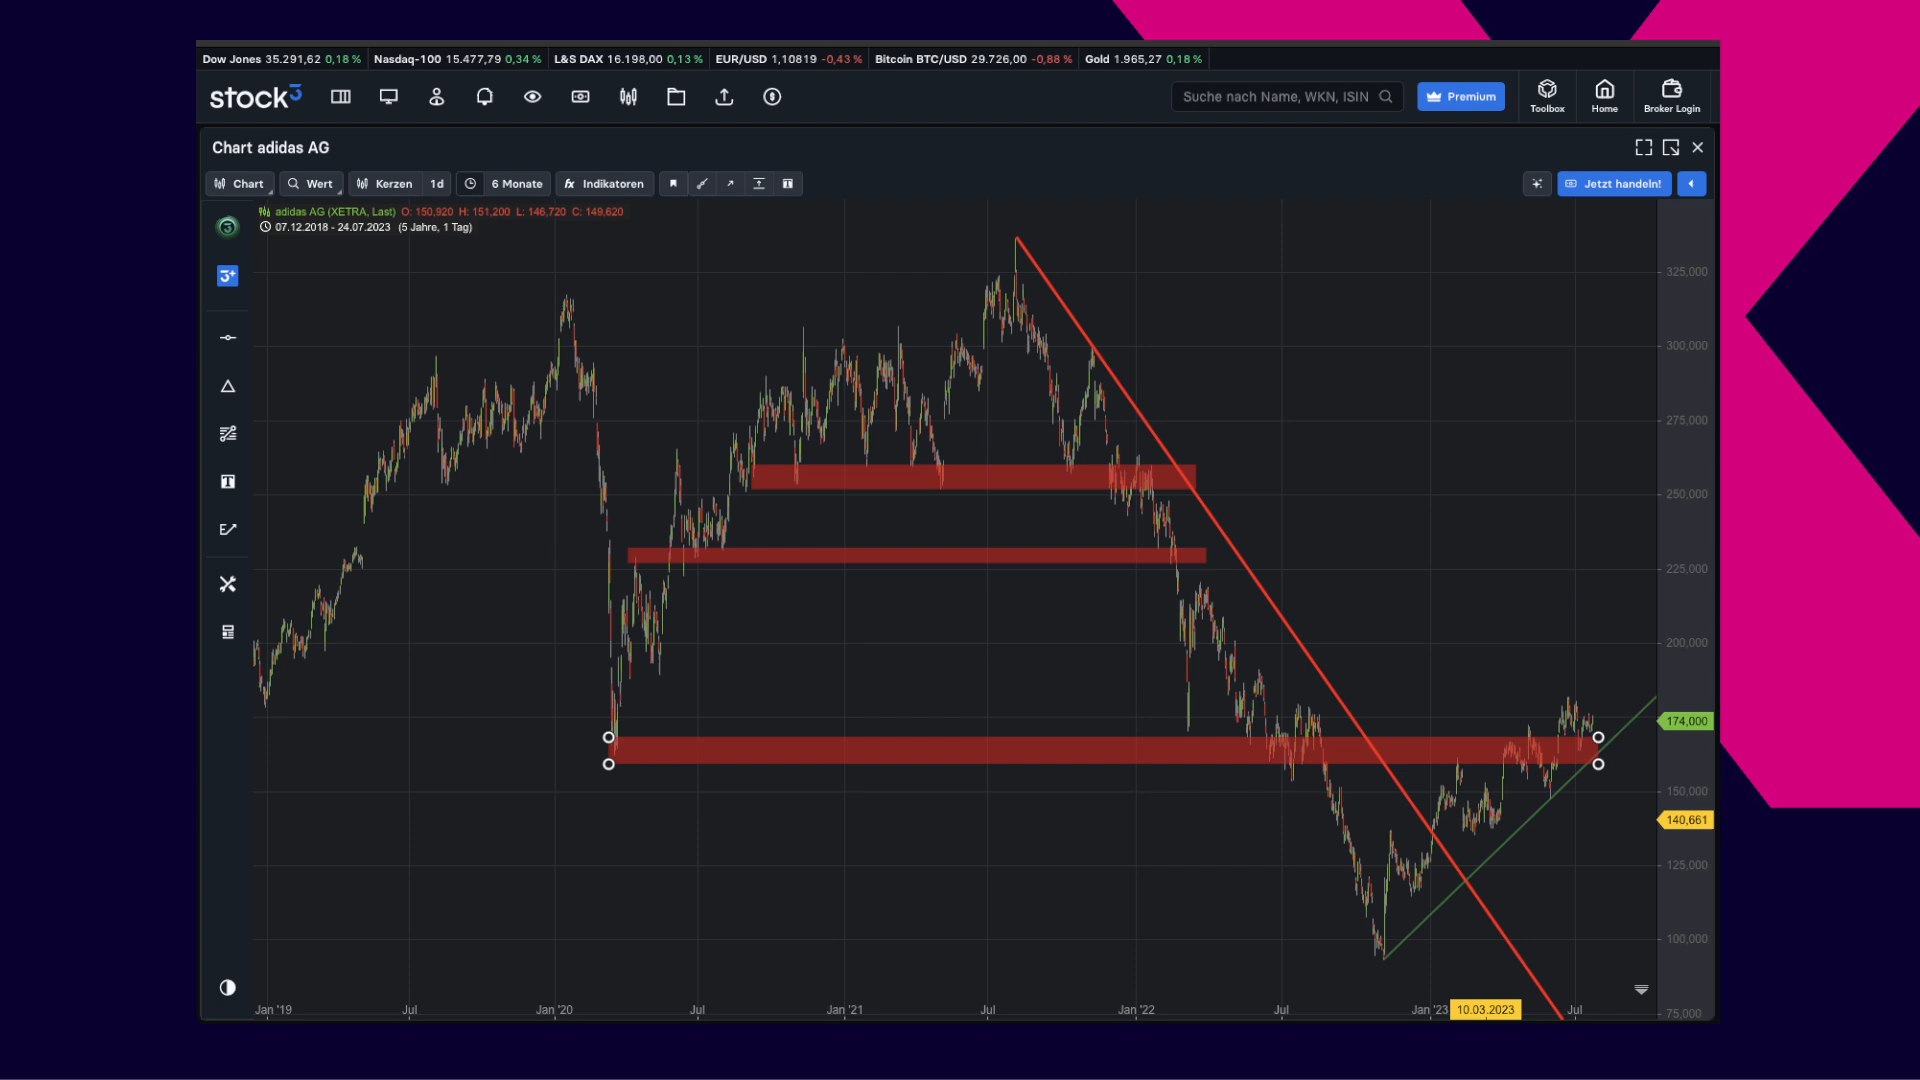 Dow Jones 35.291,62 0,18 % Nasdaq-100 15.477,79 0,34 % L&S DAX 16.198,00 0,13 % EUR/USD 1,10819 -0,43 % Bitcoin BTC/USD 29.726,00 -0,88 % Gold 1.965,27 0,18 %
stock3 Suche nach Name, WKN, ISIN Premium Toolbox Home Broker Login
Chart adidas AG
Chart Wert Kerzen 1d 6 Monate fx Indikatoren T Jetzt handeln!
adidas AG (XETRA, Last) O: 150,920 H: 151,200 L: 146,720 C: 149,620
07.12.2018 - 24.07.2023 (5 Jahre, 1 Tag)
3
3+
T
E
325,000
300,000
275,000
250,000
225,000
200,000
174,000
150,000
140,661
125,000
100,000
75,000
Jan '19 Jul Jan '20 Jul Jan '21 Jul Jan '22 Jul Jan '23 10.03.2023 Jul